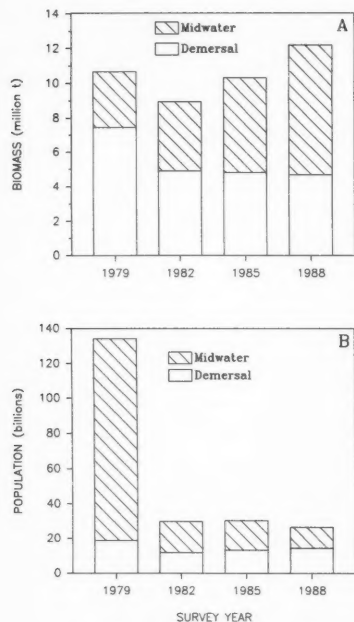 A
Midwater
Demersal
BIOMASS (million t)
14
12
10
8
6
4
2
0
1979 1982 1985 1988
B
Midwater
Demersal
POPULATION (billions)
140
120
100
80
60
40
20
0
1979 1982 1985 1988
SURVEY YEAR